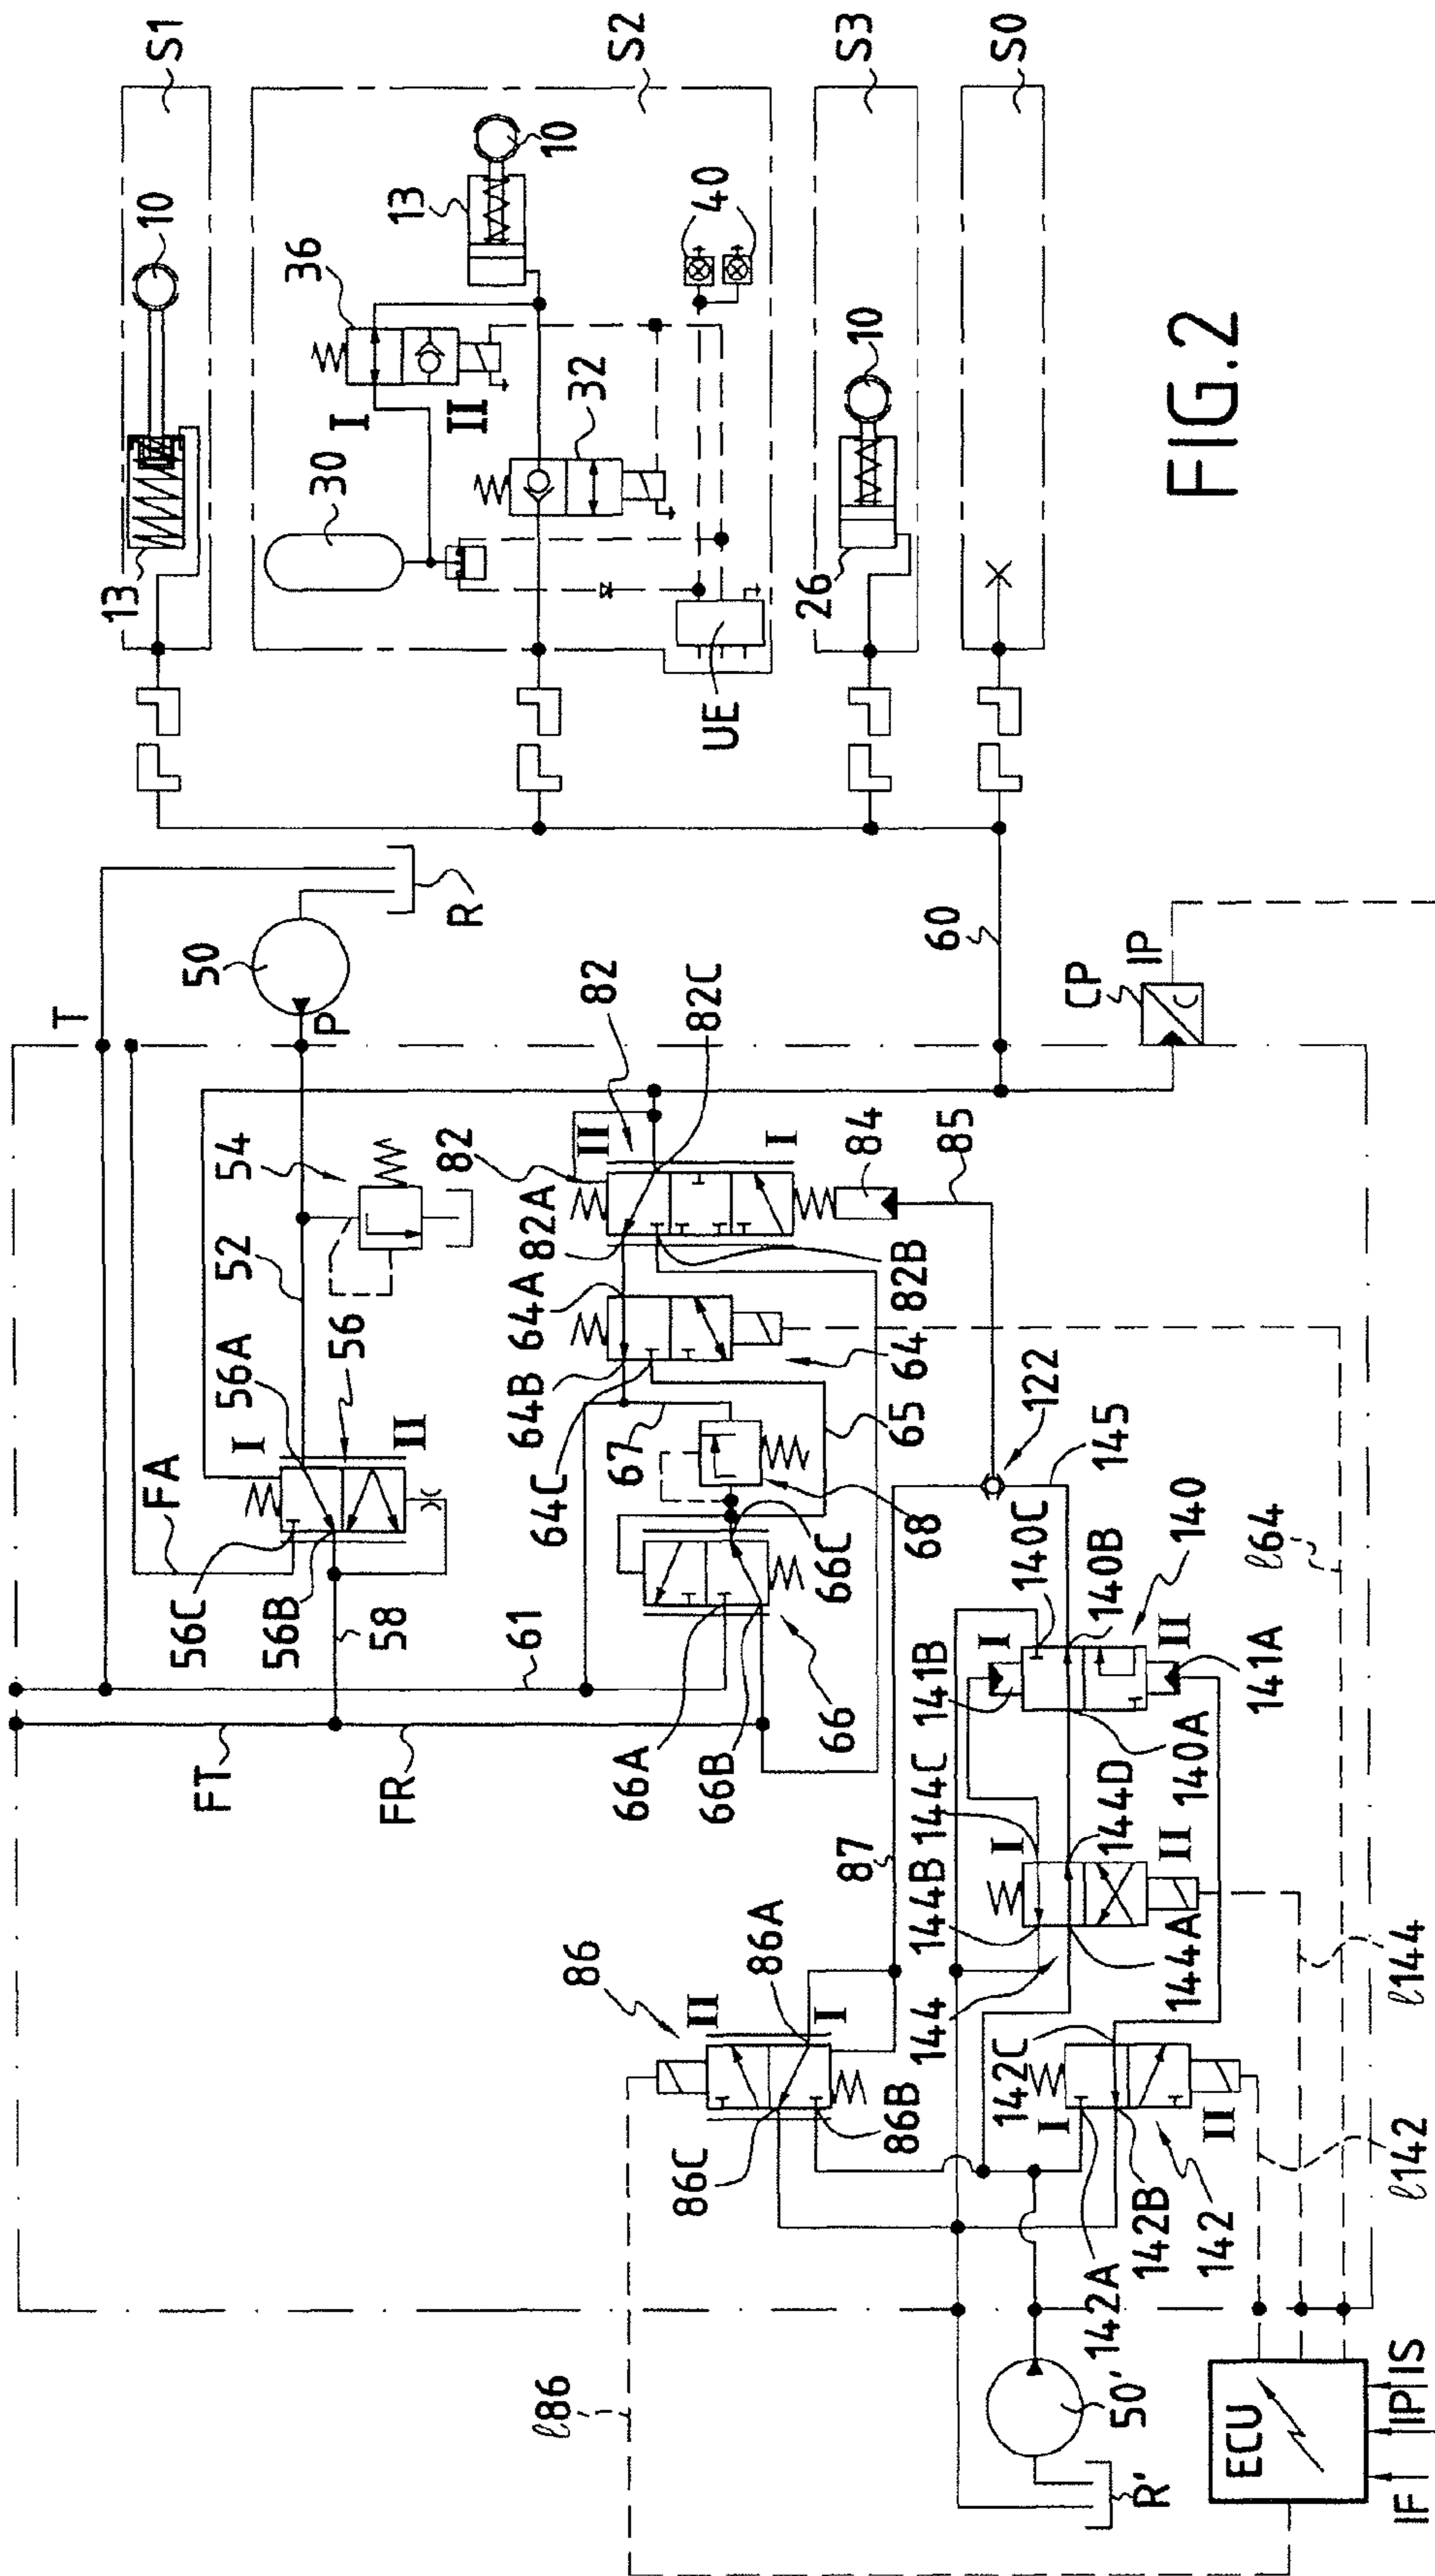 S1
S2
S3
S0
10
13
36
13
10
30
I
II
32
40
UE
10
26
FIG.2
T
50
P
R
60
CP
IP
FA
56A
52
54
82
I
56
II
56C
56B
58
61
FT
FR
82
82A
II
82C
I
84
85
64A
64B
64C
82B
64
67
65
68
66C
66A
66B
66
122
145
87
140C
140B
140
I
II
141B
141A
140A
144C
144D
I
II
144B
144A
144
86
II
I
86A
86B
86C
142C
I
II
142A
142B
142
ℓ64
ℓ144
ℓ142
ℓ86
50'
R'
ECU
IF
IP
IS